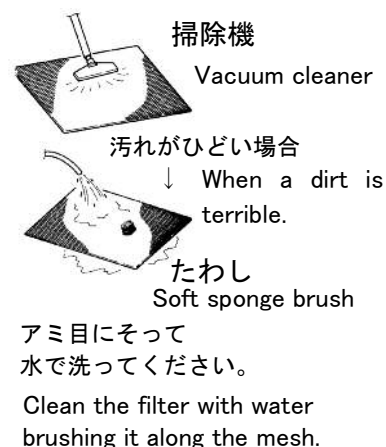 掃除機
Vacuum cleaner
汚れがひどい場合
↓ When a dirt is
terrible.
たわし
Soft sponge brush
アミ目にそって
水で洗ってください。
Clean the filter with water
brushing it along the mesh.